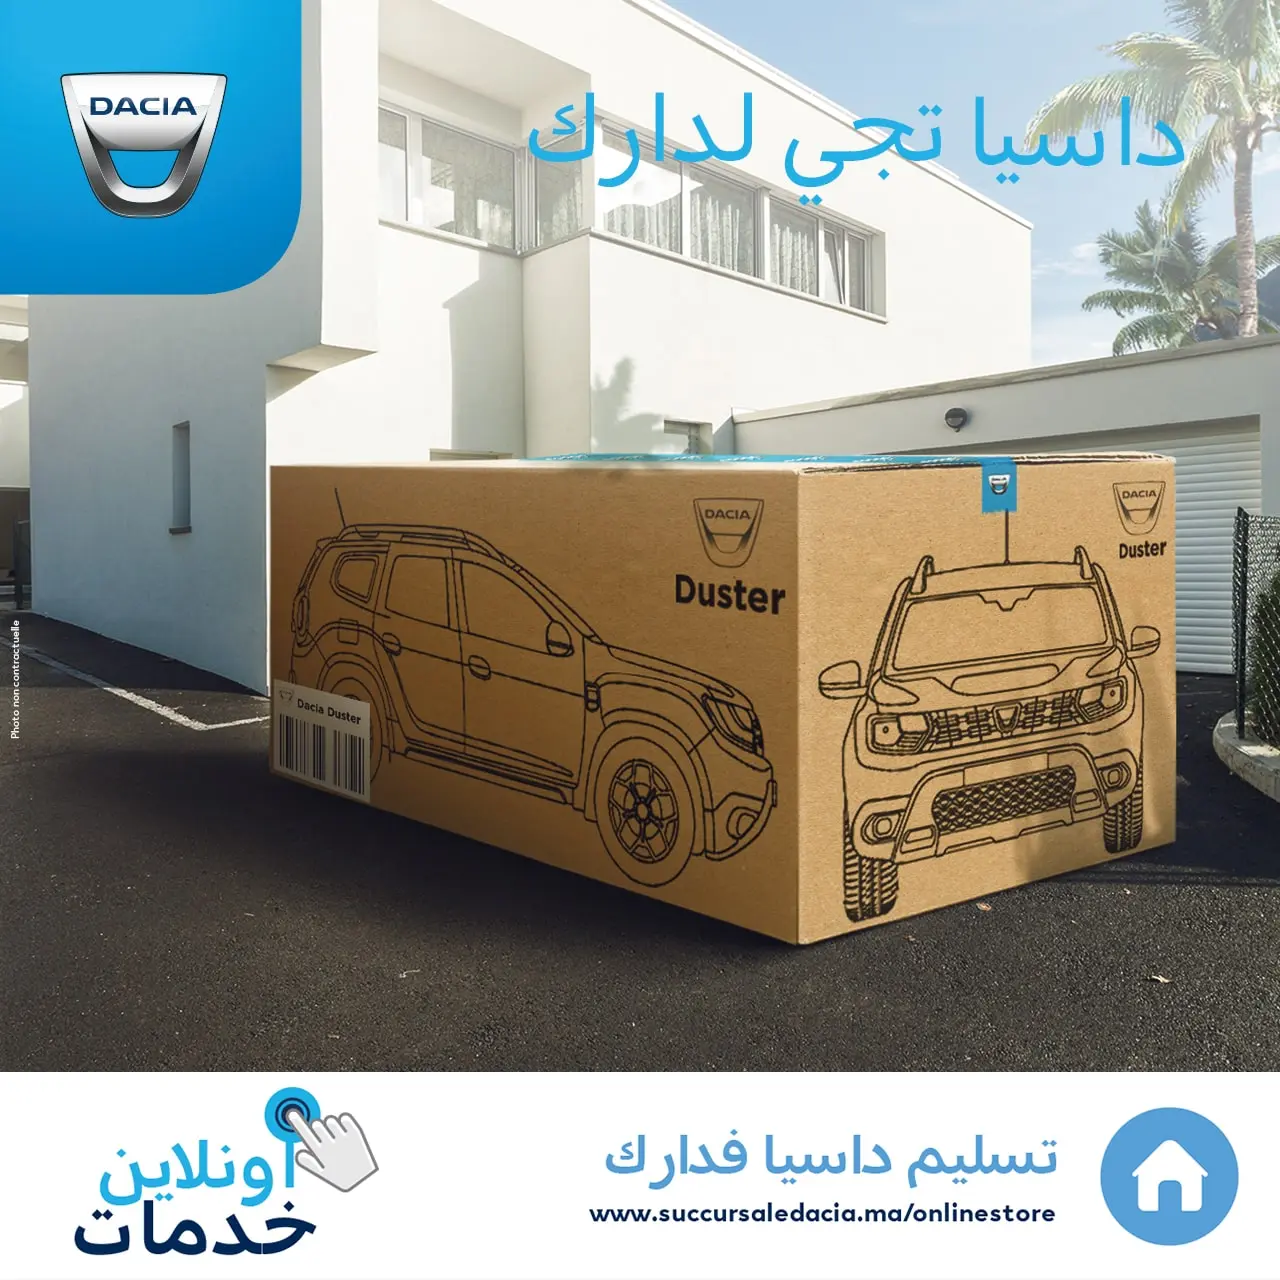 DACIA
داسيا تجي لدارك
DACIA
Duster
DACIA
Duster
Dacia Duster
Photo non contractuelle
اونلاين
خدمات
تسليم داسيا فدارك
www.succursaledacia.ma/onlinestore